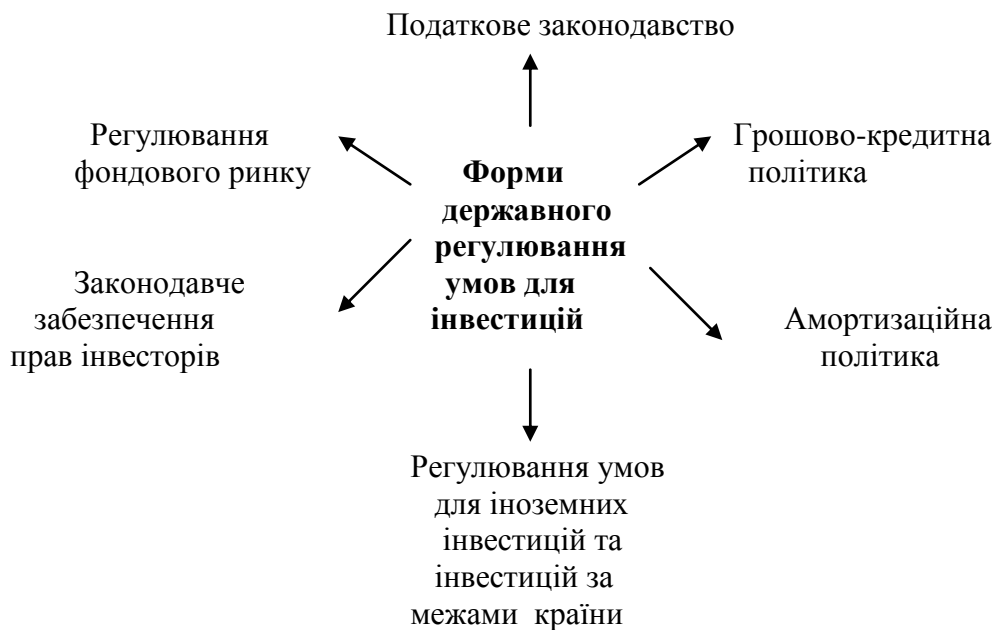 Податкове законодавство
Регулювання
фондового ринку
Грошово-кредитна
політика
Форми
державного
регулювання
умов для
інвестицій
Законодавче
забезпечення
прав інвесторів
Амортизаційна
політика
Регулювання умов
для іноземних
інвестицій та
інвестицій за
межами країни